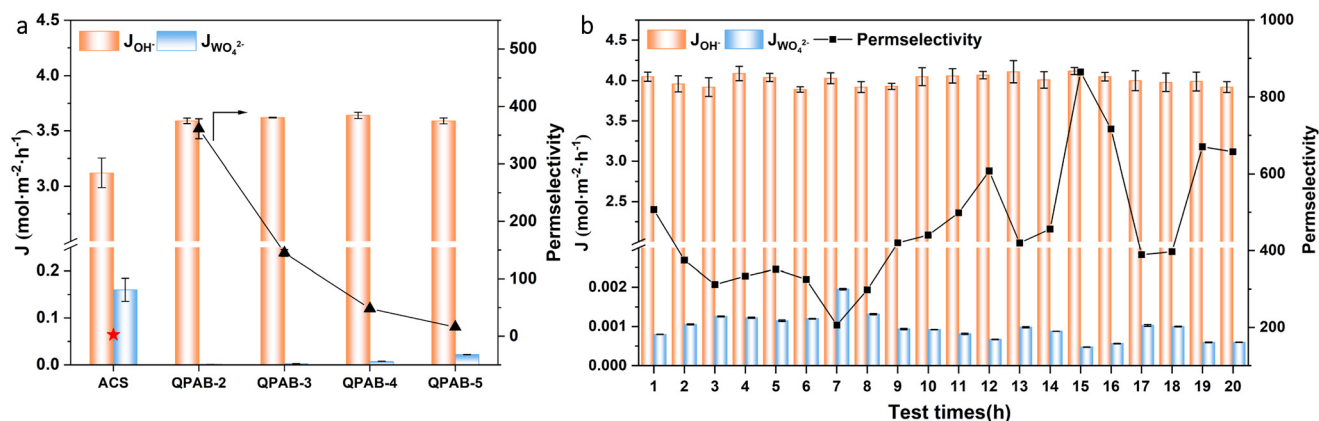 a
J_OH⁻ J_WO₄²⁻
J (mol·m⁻²·h⁻¹)
4.5
4.0
3.5
3.0
0.2
0.1
0.0
500
400
300
200
100
0
Permselectivity
ACS QPAB-2 QPAB-3 QPAB-4 QPAB-5
b
J_OH⁻ J_WO₄²⁻ Permselectivity
J (mol·m⁻²·h⁻¹)
4.5
4.0
3.5
3.0
2.5
0.002
0.001
0.000
1000
800
600
400
200
Permselectivity
1 2 3 4 5 6 7 8 9 10 11 12 13 14 15 16 17 18 19 20
Test times(h)